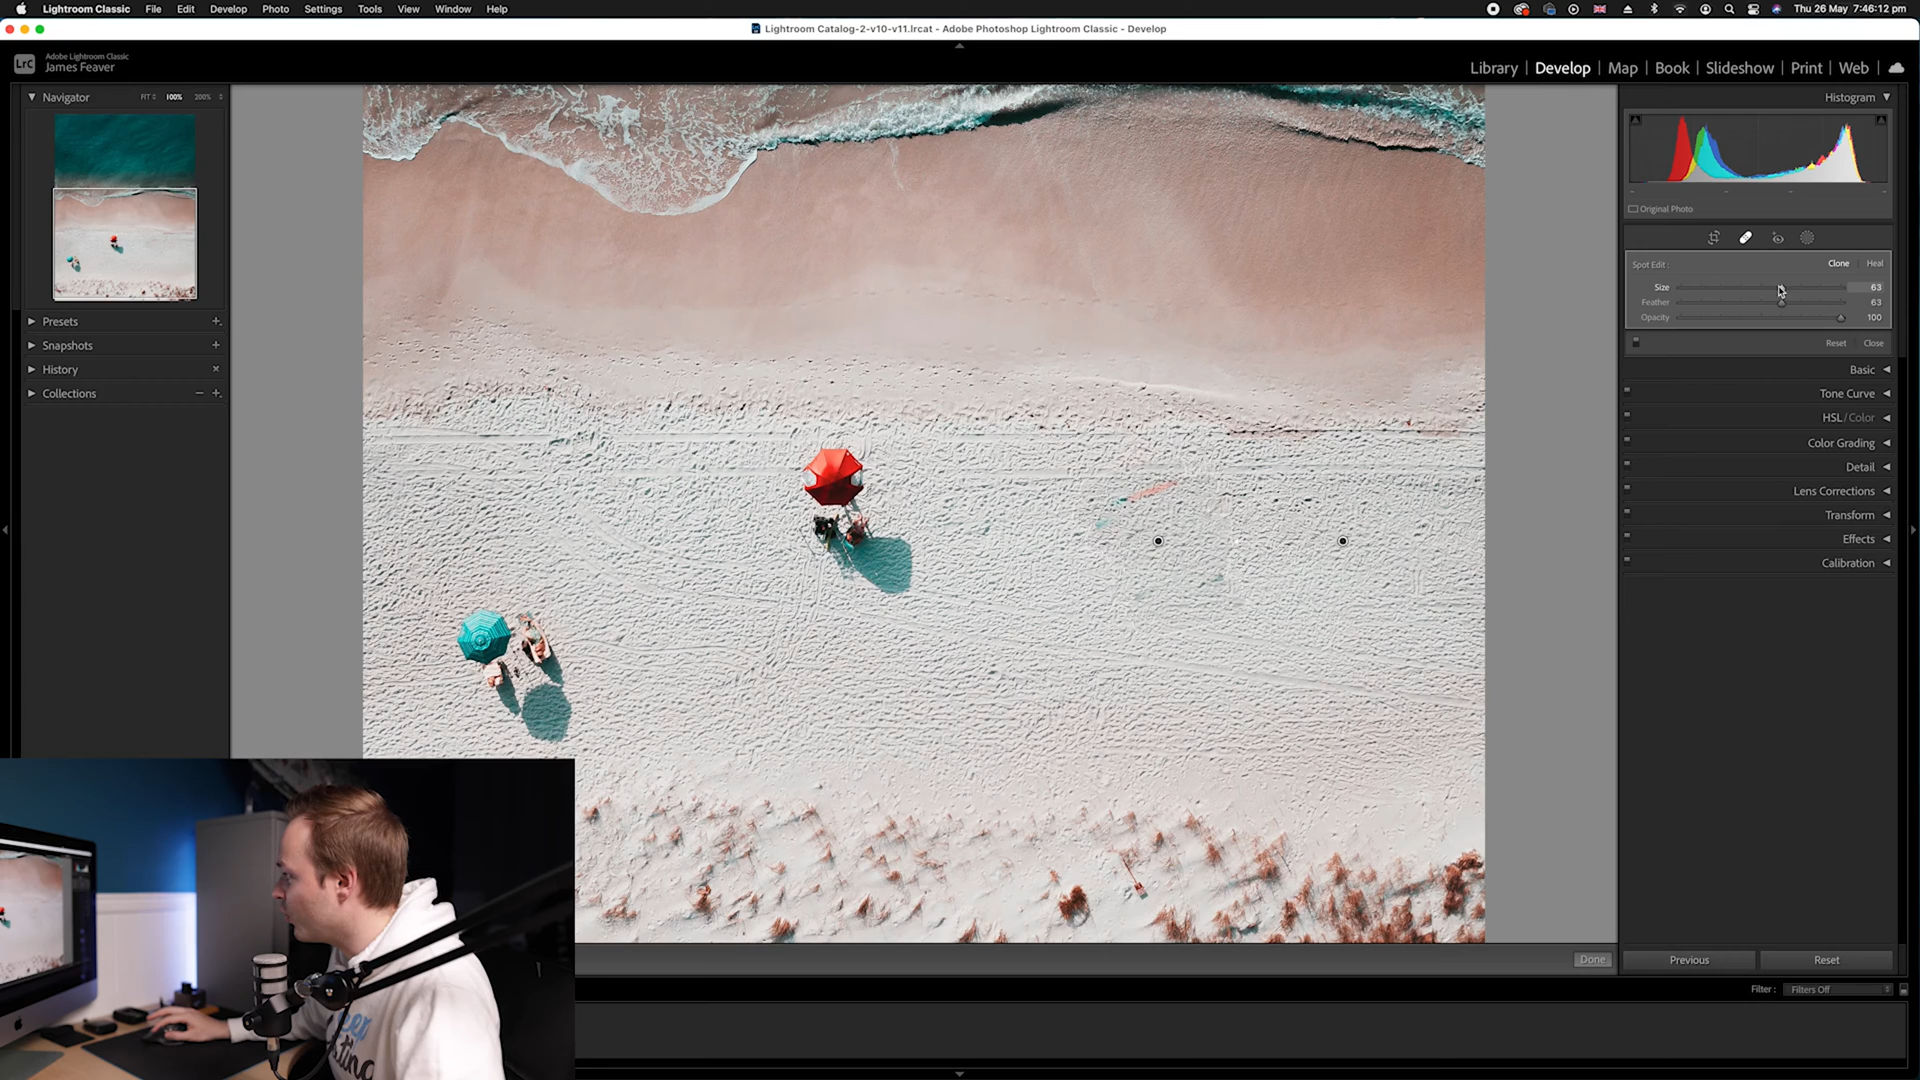 Lightroom Classic File Edit Develop Photo Settings Tools View Window Help
Thu 26 May 7:46:12 pm
Lightroom Catalog-2-v10-v11.lrcat - Adobe Photoshop Lightroom Classic - Develop
LrC
Adobe Lightroom Classic
James Feaver
Library | Develop | Map | Book | Slideshow | Print | Web
Navigator FIT 100% 200%
Presets
Snapshots
History
Collections
Histogram
Original Photo
Spot Edit : Clone Heal
Size 63
Feather 63
Opacity 100
Reset Close
Basic
Tone Curve
HSL / Color
Color Grading
Detail
Lens Corrections
Transform
Effects
Calibration
Done
Previous Reset
Filter : Filters Off